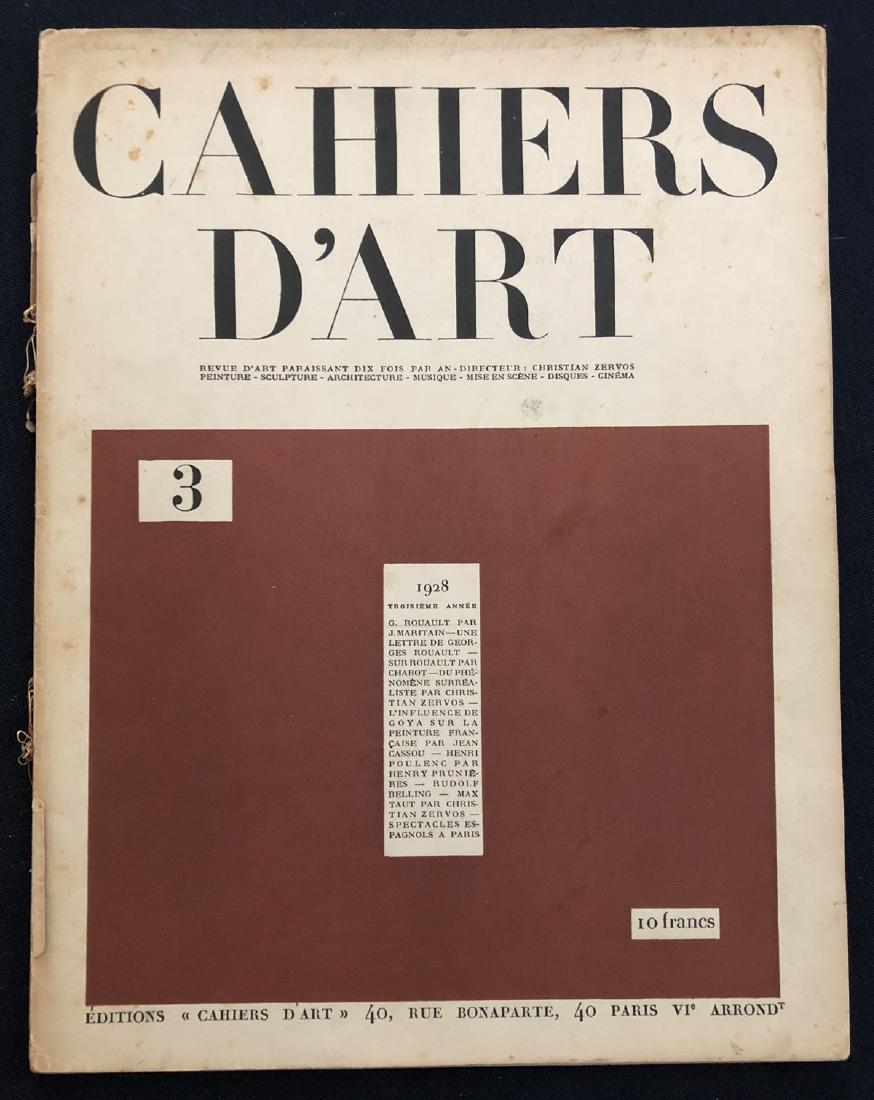 CAHIERS
D'ART
REVUE D'ART PARAISSANT DIX FOIS PAR AN - DIRECTEUR : CHRISTIAN ZERVOS
PEINTURE - SCULPTURE - ARCHITECTURE - MUSIQUE - MISE EN SCÈNE - DISQUES - CINÉMA
3
1928
TROISIÈME ANNÉE
G. ROUAULT PAR
J. MARITAIN — UNE
LETTRE DE GEOR-
GES ROUAULT —
SUR ROUAULT PAR
CHABOT — DU PHÉ-
NOMÈNE SURRÉA-
LISTE PAR CHRIS-
TIAN ZERVOS —
L'INFLUENCE DE
GOYA SUR LA
PEINTURE FRAN-
ÇAISE PAR JEAN
CASSOU — HENRI
POULENC PAR
HENRY PRUNIÈ-
RES — RUDOLF
BELLING — MAX
TAUT PAR CHRIS-
TIAN ZERVOS —
SPECTACLES ES-
PAGNOLS A PARIS
10 francs
ÉDITIONS « CAHIERS D'ART » 40, RUE BONAPARTE, 40 PARIS VIe ARRONDT